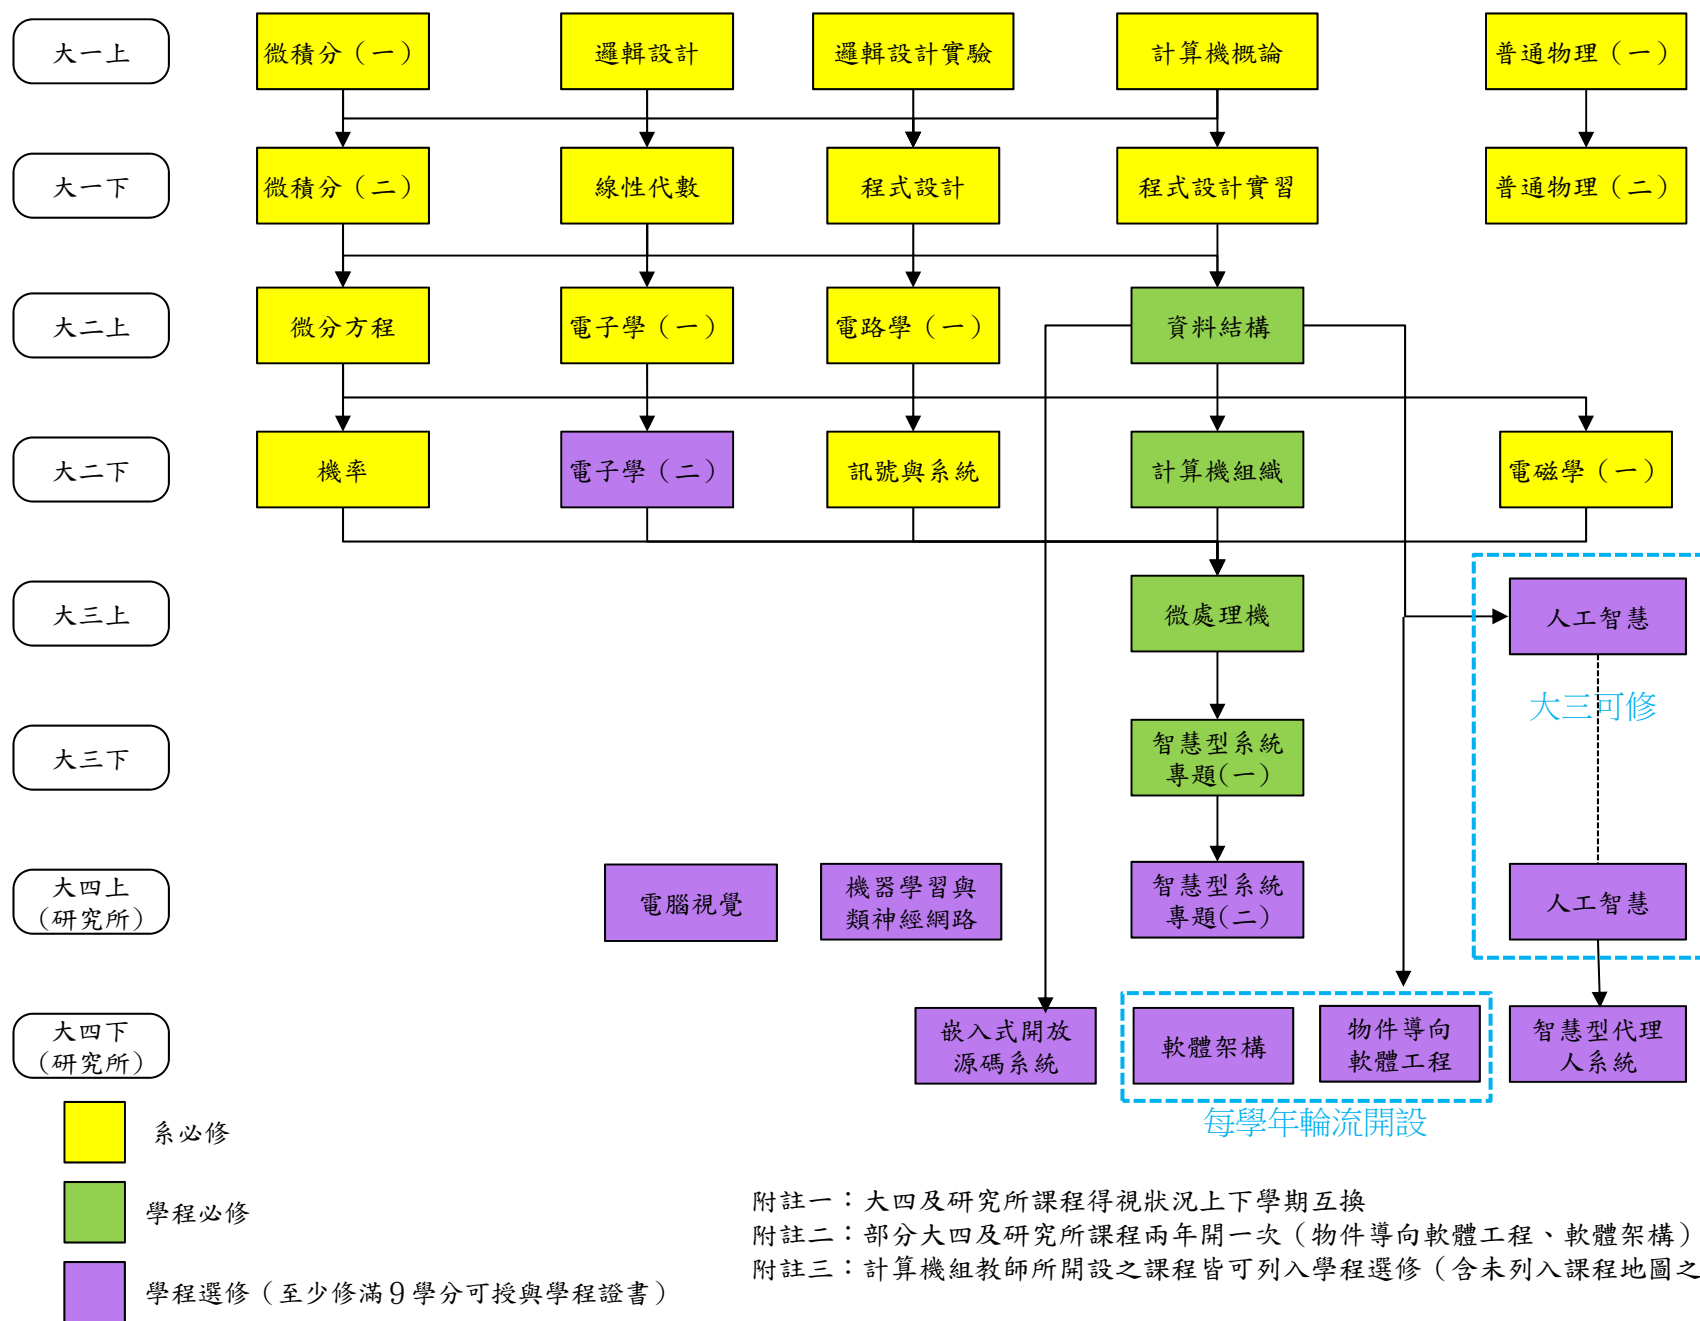 大一上
微積分（一）
邏輯設計
邏輯設計實驗
計算機概論
普通物理（一）
大一下
微積分（二）
線性代數
程式設計
程式設計實習
普通物理（二）
大二上
微分方程
電子學（一）
電路學（一）
資料結構
大二下
機率
電子學（二）
訊號與系統
計算機組織
電磁學（一）
大三上
微處理機
人工智慧
大三可修
大三下
智慧型系統
專題(一)
大四上
(研究所)
電腦視覺
機器學習與
類神經網路
智慧型系統
專題(二)
人工智慧
大四下
(研究所)
嵌入式開放
源碼系統
軟體架構
物件導向
軟體工程
智慧型代理
人系統
每學年輪流開設
系必修
學程必修
學程選修（至少修滿9學分可授與學程證書）
附註一：大四及研究所課程得視狀況上下學期互換
附註二：部分大四及研究所課程兩年開一次（物件導向軟體工程、軟體架構）
附註三：計算機組教師所開設之課程皆可列入學程選修（含未列入課程地圖之